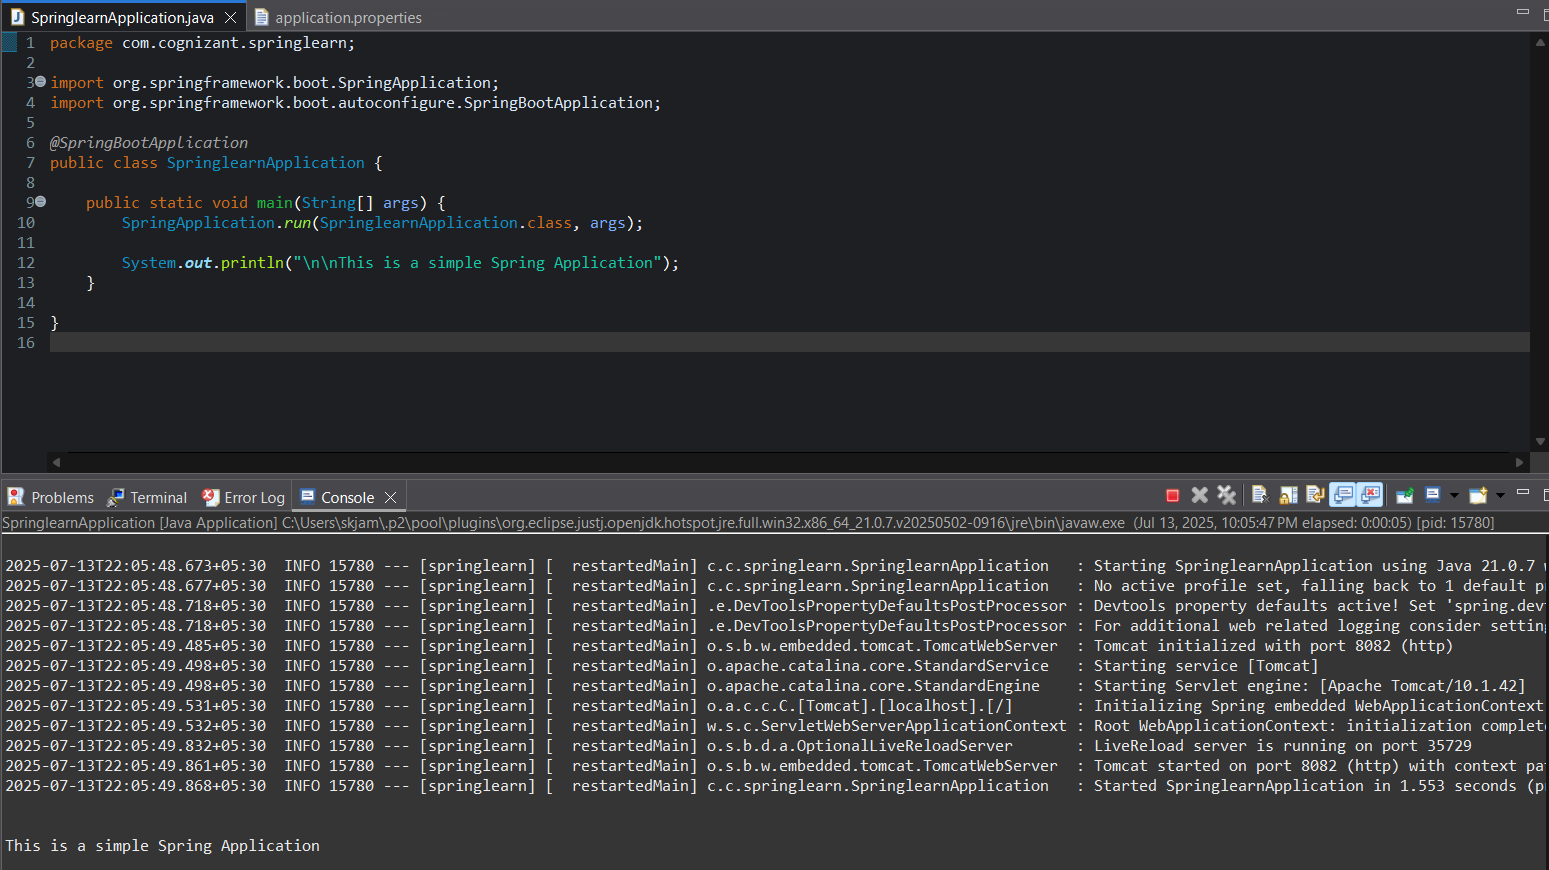 SpringlearnApplication.java application.properties
1 package com.cognizant.springlearn;
2
3 import org.springframework.boot.SpringApplication;
4 import org.springframework.boot.autoconfigure.SpringBootApplication;
5
6 @SpringBootApplication
7 public class SpringlearnApplication {
8
9 public static void main(String[] args) {
10 SpringApplication.run(SpringlearnApplication.class, args);
11
12 System.out.println("\n\nThis is a simple Spring Application");
13 }
14
15 }
16
Problems Terminal Error Log Console
SpringlearnApplication [Java Application] C:\Users\skjam\.p2\pool\plugins\org.eclipse.justj.openjdk.hotspot.jre.full.win32.x86_64_21.0.7.v20250502-0916\jre\bin\javaw.exe (Jul 13, 2025, 10:05:47 PM elapsed: 0:00:05) [pid: 15780]
2025-07-13T22:05:48.673+05:30 INFO 15780 --- [springlearn] [ restartedMain] c.c.springlearn.SpringlearnApplication : Starting SpringlearnApplication using Java 21.0.7
2025-07-13T22:05:48.677+05:30 INFO 15780 --- [springlearn] [ restartedMain] c.c.springlearn.SpringlearnApplication : No active profile set, falling back to 1 default
2025-07-13T22:05:48.718+05:30 INFO 15780 --- [springlearn] [ restartedMain] .e.DevToolsPropertyDefaultsPostProcessor : Devtools property defaults active! Set 'spring.dev
2025-07-13T22:05:48.718+05:30 INFO 15780 --- [springlearn] [ restartedMain] .e.DevToolsPropertyDefaultsPostProcessor : For additional web related logging consider settin
2025-07-13T22:05:49.485+05:30 INFO 15780 --- [springlearn] [ restartedMain] o.s.b.w.embedded.tomcat.TomcatWebServer : Tomcat initialized with port 8082 (http)
2025-07-13T22:05:49.498+05:30 INFO 15780 --- [springlearn] [ restartedMain] o.apache.catalina.core.StandardService : Starting service [Tomcat]
2025-07-13T22:05:49.498+05:30 INFO 15780 --- [springlearn] [ restartedMain] o.apache.catalina.core.StandardEngine : Starting Servlet engine: [Apache Tomcat/10.1.42]
2025-07-13T22:05:49.531+05:30 INFO 15780 --- [springlearn] [ restartedMain] o.a.c.c.C.[Tomcat].[localhost].[/] : Initializing Spring embedded WebApplicationContext
2025-07-13T22:05:49.532+05:30 INFO 15780 --- [springlearn] [ restartedMain] w.s.c.ServletWebServerApplicationContext : Root WebApplicationContext: initialization complet
2025-07-13T22:05:49.832+05:30 INFO 15780 --- [springlearn] [ restartedMain] o.s.b.d.a.OptionalLiveReloadServer : LiveReload server is running on port 35729
2025-07-13T22:05:49.861+05:30 INFO 15780 --- [springlearn] [ restartedMain] o.s.b.w.embedded.tomcat.TomcatWebServer : Tomcat started on port 8082 (http) with context pa
2025-07-13T22:05:49.868+05:30 INFO 15780 --- [springlearn] [ restartedMain] c.c.springlearn.SpringlearnApplication : Started SpringlearnApplication in 1.553 seconds (p
This is a simple Spring Application